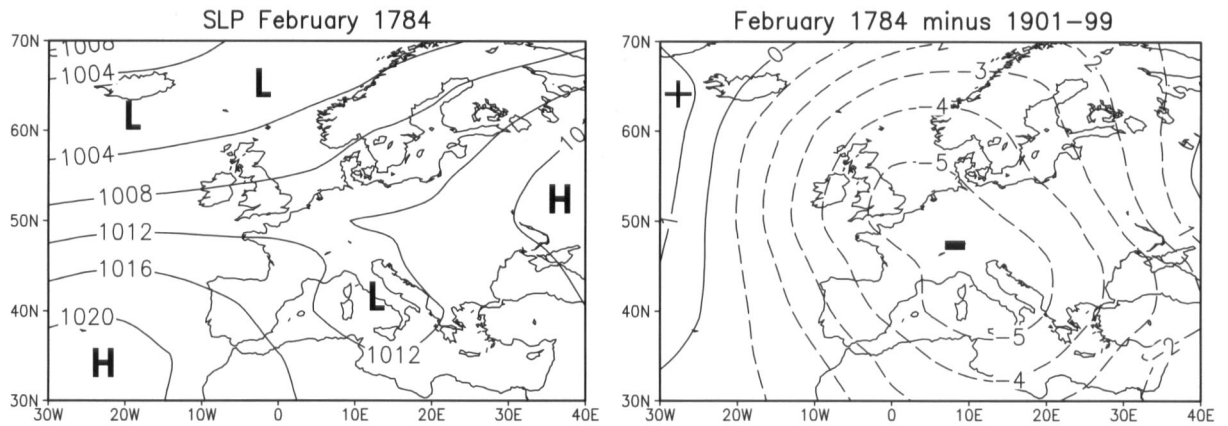 SLP February 1784
70N
60N
50N
40N
30N
30W 20W 10W 0 10E 20E 30E 40E
1008
1004
L
L
1004
1008
1012
1016
1020
H
L
1012
H
February 1784 minus 1901–99
70N
60N
50N
40N
30N
30W 20W 10W 0 10E 20E 30E 40E
+
0
-3
-4
-5
-
-5
-4
-2